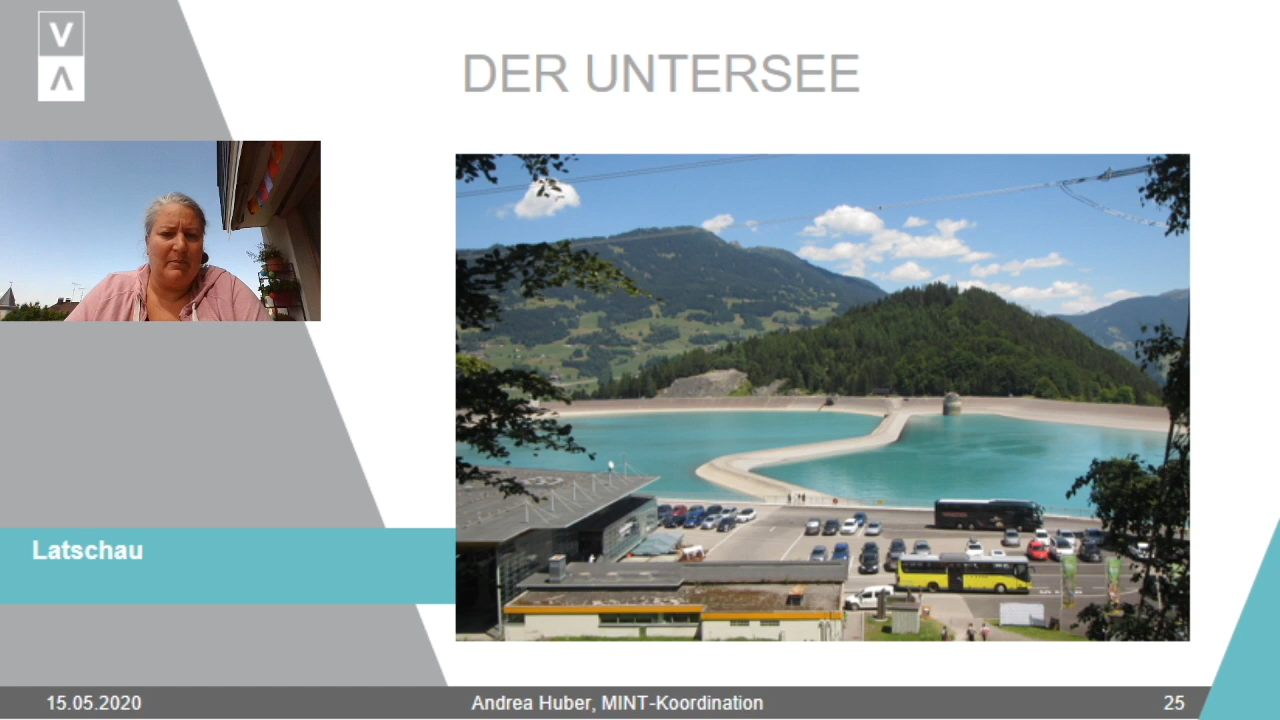 V
Λ
DER UNTERSEE
Latschau
15.05.2020
Andrea Huber, MINT-Koordination
25